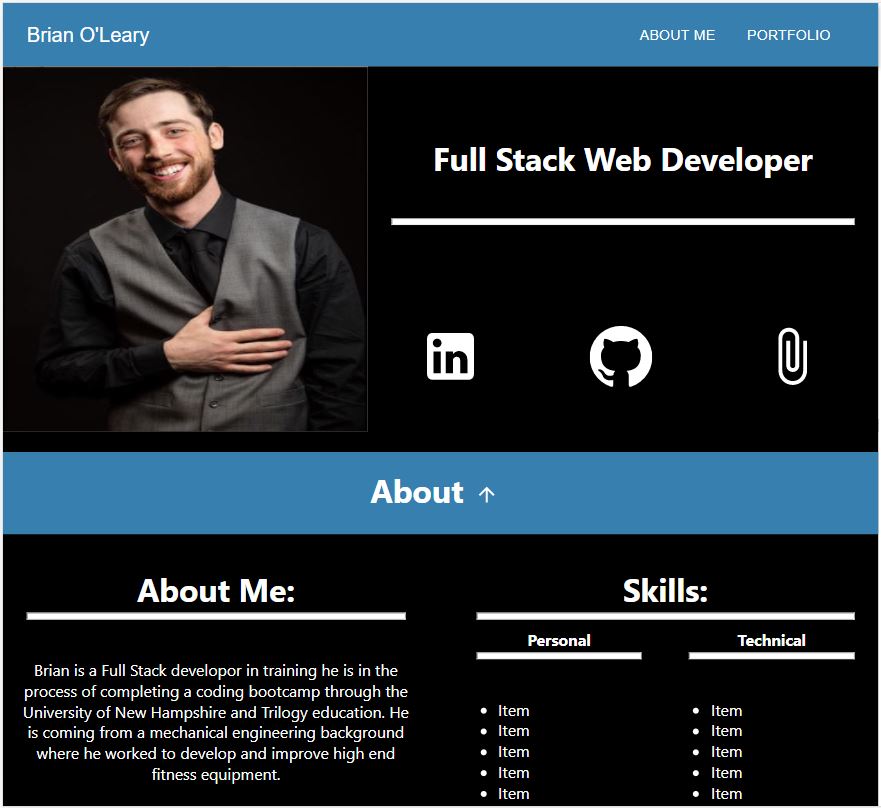 Brian O'Leary
ABOUT ME
PORTFOLIO
Full Stack Web Developer
in
About ↑
About Me:
Brian is a Full Stack developor in training he is in the
process of completing a coding bootcamp through the
University of New Hampshire and Trilogy education. He
is coming from a mechanical engineering background
where he worked to develop and improve high end
fitness equipment.
Skills:
Personal
• Item
• Item
• Item
• Item
• Item
Technical
• Item
• Item
• Item
• Item
• Item